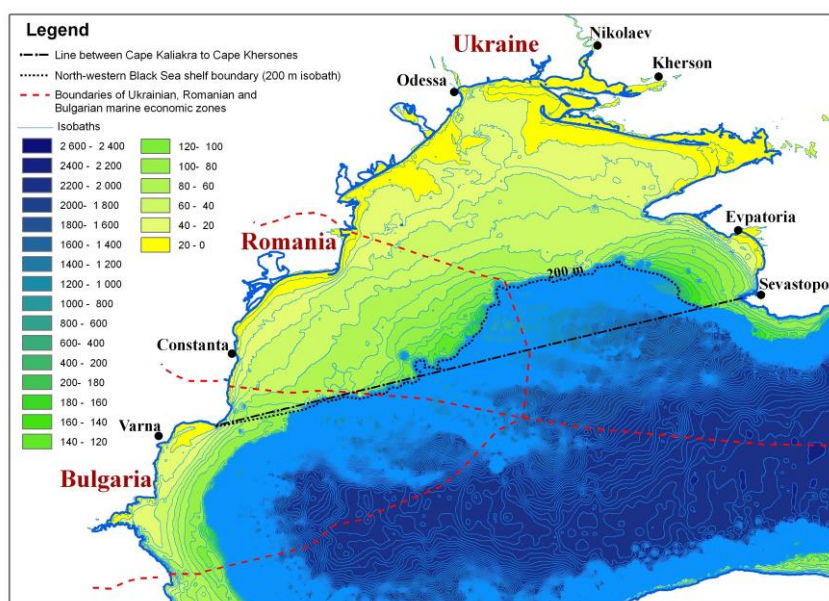 Legend
Line between Cape Kaliakra to Cape Khersones
North-western Black Sea shelf boundary (200 m isobath)
Boundaries of Ukrainian, Romanian and
Bulgarian marine economic zones
Isobaths
2 600 - 2 400
2400 - 2 200
2200 - 2 000
2000- 1 800
1800 - 1 600
1600 - 1 400
1400 - 1 200
1200 - 1 000
1000 - 800
800 - 600
600 - 400
400 - 200
200 - 180
180 - 160
160 - 140
140 - 120
120- 100
100- 80
80 - 60
60 - 40
40 - 20
20 - 0
Ukraine
Nikolaev
Kherson
Odessa
Romania
Evpatoria
200 m
Sevastopo
Constanta
Varna
Bulgaria